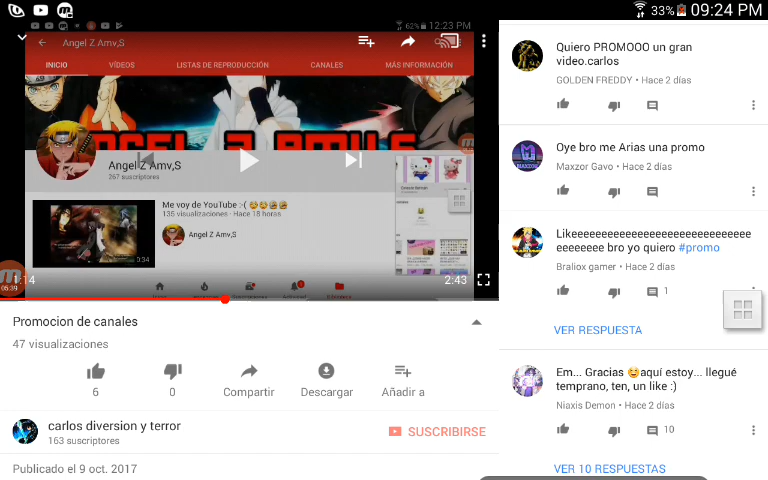 33% 09:24 PM
62% 12:23 PM
Angel Z Amv,S
INICIO VÍDEOS LISTAS DE REPRODUCCIÓN CANALES MÁS INFORMACIÓN
Angel Z Amv,S
267 suscriptores
Me voy de YouTube :-(
135 visualizaciones · Hace 18 horas
Angel Z Amv,S
0:34
05:39
1:14
2:43
Promocion de canales
47 visualizaciones
6 0 Compartir Descargar Añadir a
carlos diversion y terror
163 suscriptores
SUSCRIBIRSE
Publicado el 9 oct. 2017
Quiero PROMOOO un gran
video.carlos
GOLDEN FREDDY • Hace 2 días
Oye bro me Arias una promo
Maxzor Gavo • Hace 2 días
Likeeeeeeeeeeeeeeeeeeeeeeeeeeeee
eeeeeeee bro yo quiero #promo
Braliox gamer • Hace 2 días
1
VER RESPUESTA
Em... Gracias 😊aquí estoy... llegué
temprano, ten, un like :)
Niaxis Demon • Hace 2 días
10
VER 10 RESPUESTAS